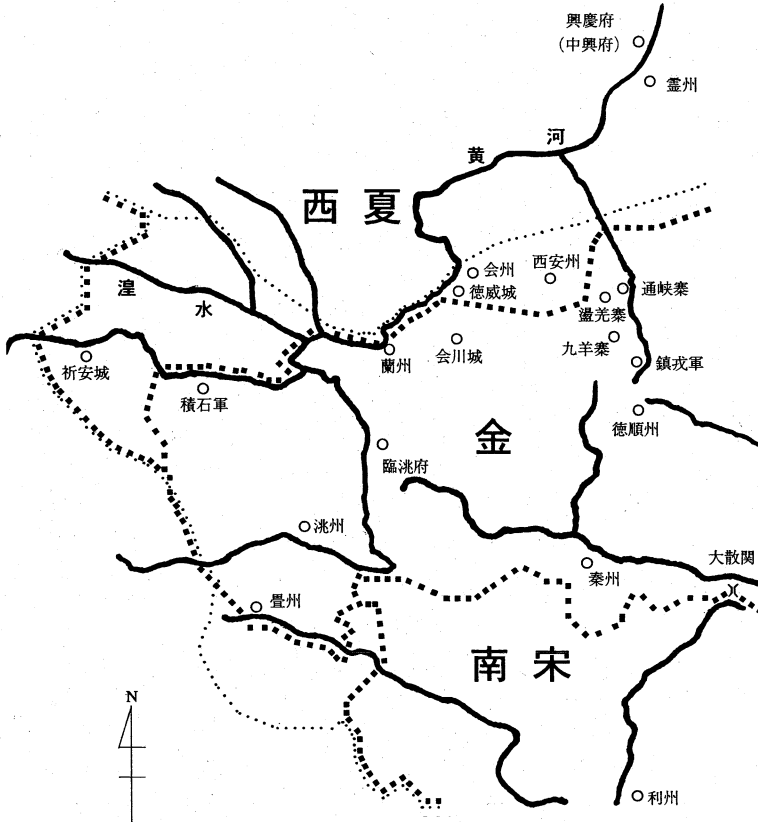 興慶府
(中興府)
霊州
黄河
西夏
会州
西安州
徳威城
通峡寨
盪羌寨
湟水
九羊寨
鎮戎軍
蘭州
会川城
祈安城
積石軍
徳順州
金
臨洮府
洮州
大散関
秦州
畳州
南宋
N
利州